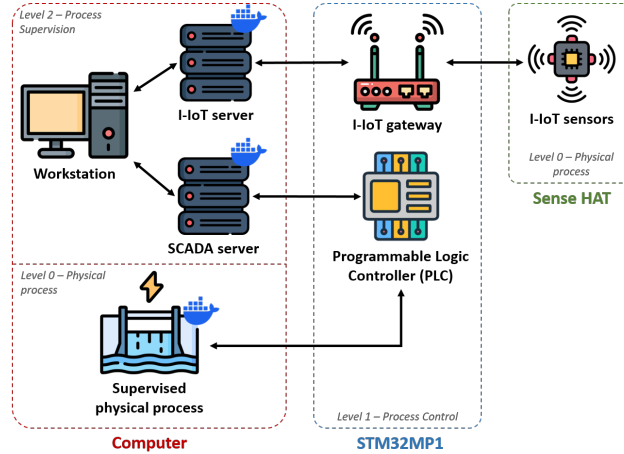 Level 2 – Process
Supervision
I-IoT server
Workstation
SCADA server
Level 0 – Physical
process
Supervised
physical process
Computer
I-IoT gateway
Programmable Logic
Controller (PLC)
Level 1 – Process Control
STM32MP1
I-IoT sensors
Level 0 – Physical
process
Sense HAT